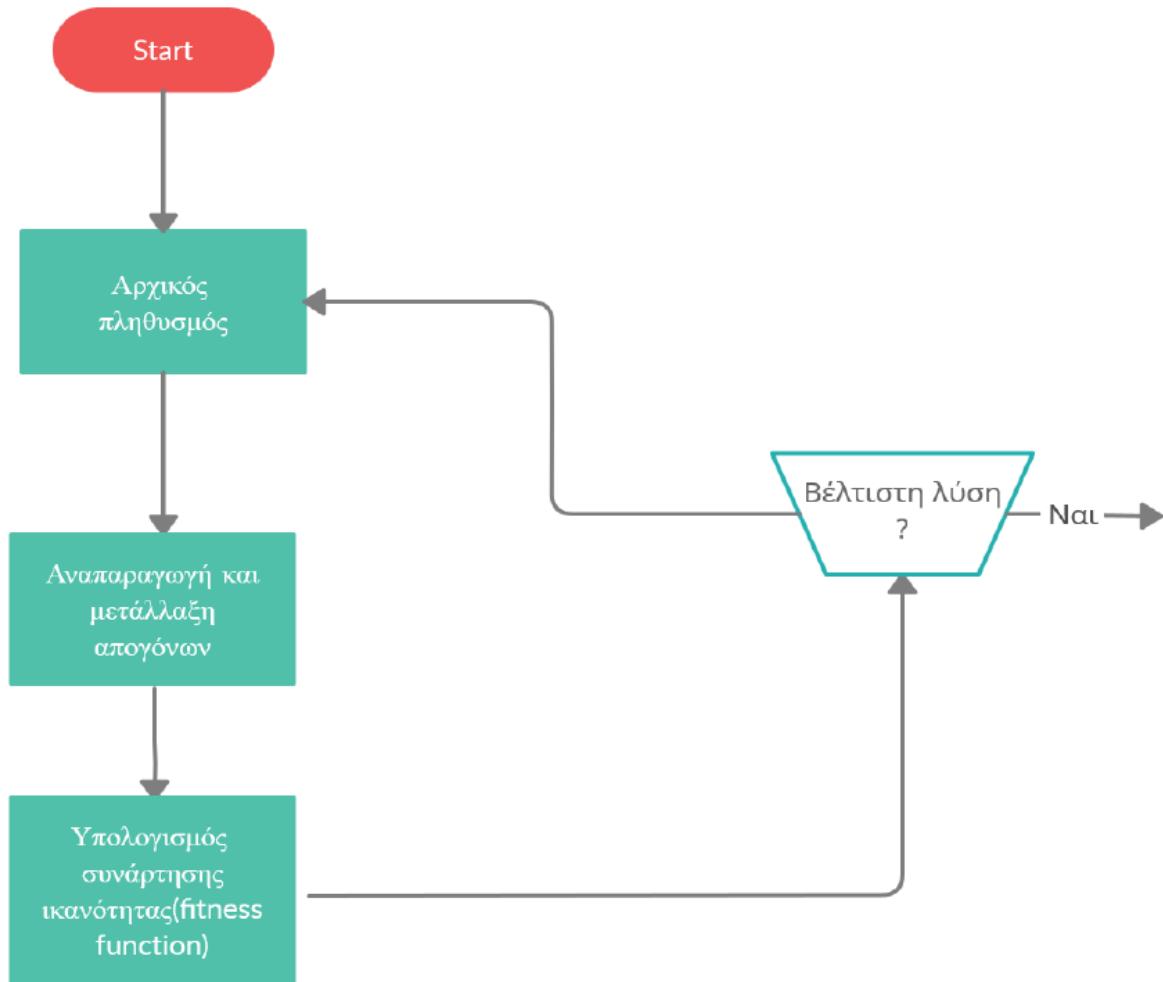 Start
Αρχικός
πληθυσμός
Αναπαραγωγή και
μετάλλαξη
απογόνων
Υπολογισμός
συνάρτησης
ικανότητας(fitness
function)
Βέλτιστη λύση
?
Ναι